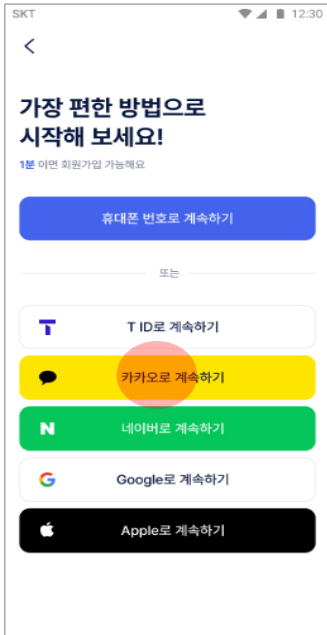 SKT 12:30
가장 편한 방법으로
시작해 보세요!
1분 이면 회원가입 가능해요
휴대폰 번호로 계속하기
또는
T ID로 계속하기
카카오로 계속하기
N 네이버로 계속하기
Google로 계속하기
Apple로 계속하기